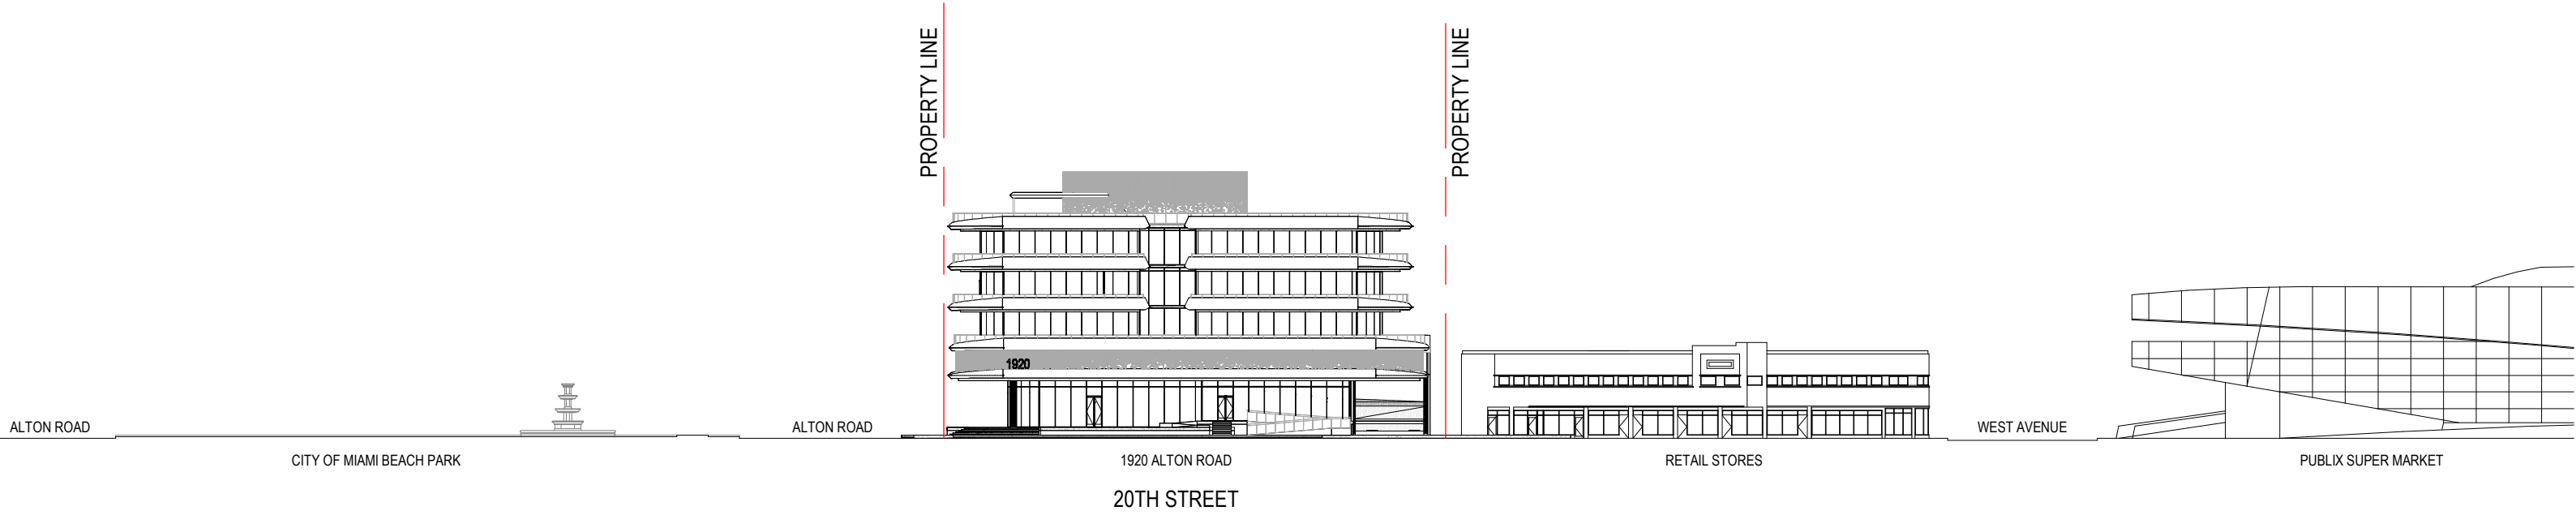 PROPERTY LINE
PROPERTY LINE
1920
ALTON ROAD
ALTON ROAD
WEST AVENUE
CITY OF MIAMI BEACH PARK
1920 ALTON ROAD
RETAIL STORES
PUBLIX SUPER MARKET
20TH STREET